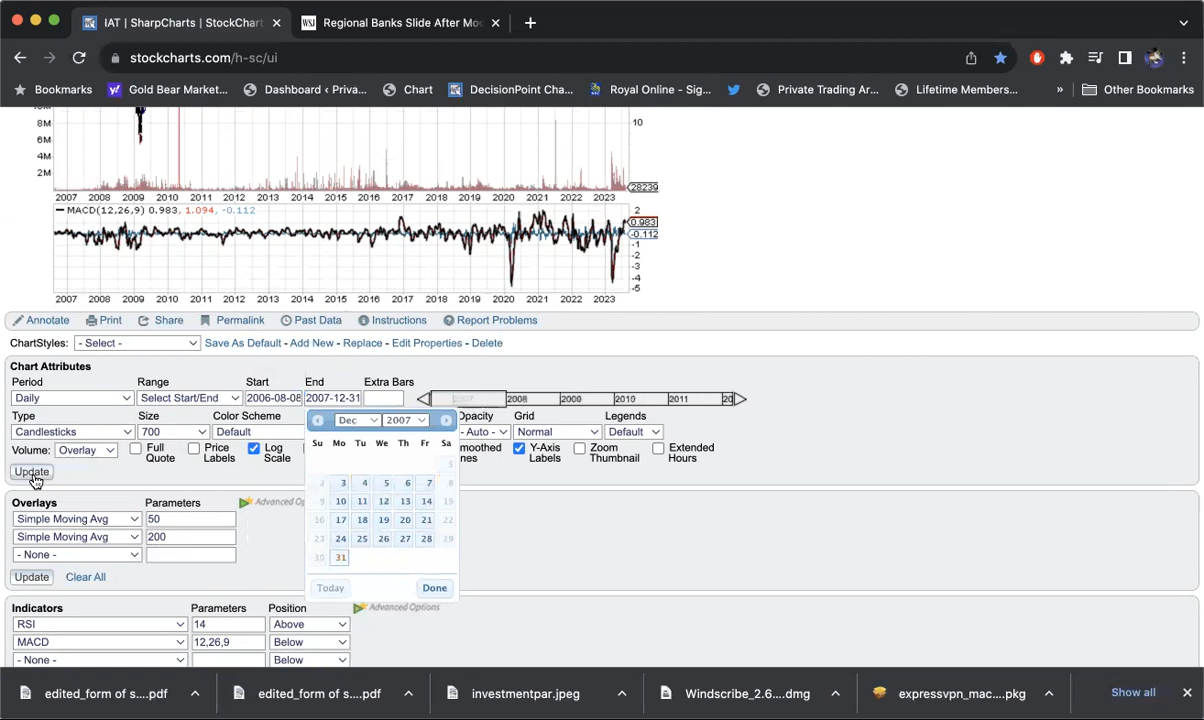 IAT | SharpCharts | StockChart
Regional Banks Slide After Moo
stockcharts.com/h-sc/ui
Bookmarks Gold Bear Market... Dashboard ‹ Priva... Chart DecisionPoint Cha... Royal Online - Sig... Private Trading Ar... Lifetime Members... » Other Bookmarks
8M 10
6M
4M
2M
28239
2007 2008 2009 2010 2011 2012 2013 2014 2015 2016 2017 2018 2019 2020 2021 2022 2023
MACD(12,26,9) 0.983, 1.094, -0.112
2
0.983
-0.112
-1
-2
-3
-4
-5
2007 2008 2009 2010 2011 2012 2013 2014 2015 2016 2017 2018 2019 2020 2021 2022 2023
Annotate Print Share Permalink Past Data Instructions Report Problems
ChartStyles: - Select - Save As Default - Add New - Replace - Edit Properties - Delete
Chart Attributes
Period Range Start End Extra Bars
Daily Select Start/End 2006-08-08 2007-12-31 2007 2008 2009 2010 2011 20
Type Size Color Scheme Opacity Grid Legends
Candlesticks 700 Default - Auto - Normal Default
Volume: Overlay Full Quote Price Labels Log Scale Y-Axis Labels Zoom Thumbnail Extended Hours
Update
Dec 2007
Su Mo Tu We Th Fr Sa
3 4 5 6 7 8
9 10 11 12 13 14 15
16 17 18 19 20 21 22
23 24 25 26 27 28 29
30 31
Today Done
Overlays Parameters
Simple Moving Avg 50
Simple Moving Avg 200
- None -
Update Clear All
Indicators Parameters Position Advanced Options
RSI 14 Above
MACD 12,26,9 Below
- None - Below
edited_form of s....pdf edited_form of s....pdf investmentpar.jpeg Windscribe_2.6....dmg expressvpn_mac....pkg Show all